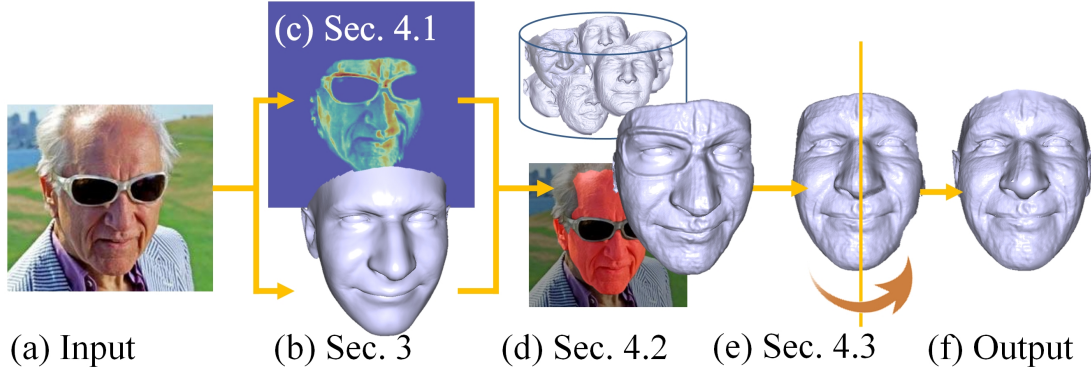 (c) Sec. 4.1
(a) Input
(b) Sec. 3
(d) Sec. 4.2
(e) Sec. 4.3
(f) Output